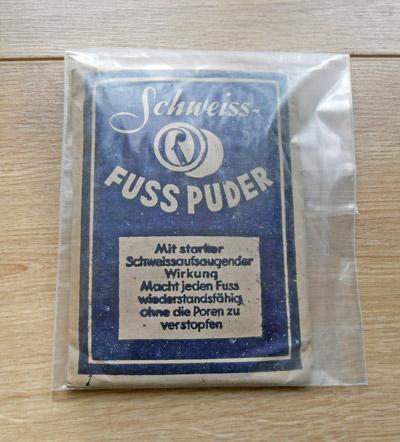 Schweiss-
R
FUSS PUDER
Mit starker
Schweissaufsaugender
Wirkung
Macht jeden Fuss
wiederstandsfähig
ohne die Poren zu
verstopfen